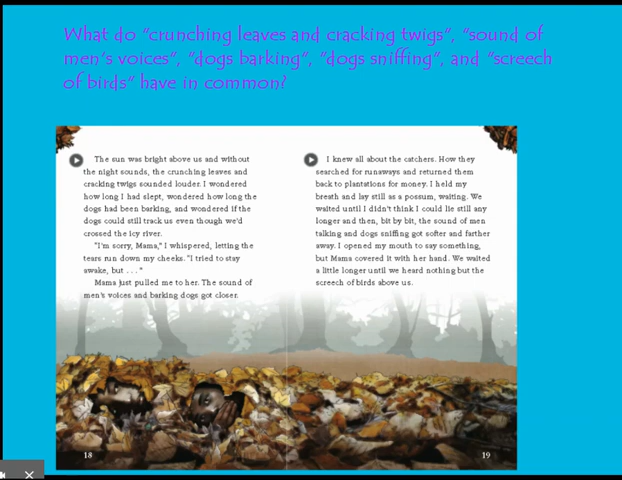 What do "crunching leaves and cracking twigs", "sound of
men's voices", "dogs barking", "dogs sniffing", and "screech
of birds" have in common?
The sun was bright above us and without
the night sounds, the crunching leaves and
cracking twigs sounded louder. I wondered
how long I had slept, wondered how long the
dogs had been barking, and wondered if the
dogs could still track us even though we'd
crossed the icy river.
"I'm sorry, Mama," I whispered, letting the
tears run down my cheeks. "I tried to stay
awake, but . . ."
Mama just pulled me to her. The sound of
men's voices and barking dogs got closer.
18
I knew all about the catchers. How they
searched for runaways and returned them
back to plantations for money. I held my
breath and lay still as a possum, waiting. We
waited until I didn't think I could lie still any
longer and then, bit by bit, the sound of men
talking and dogs sniffing got softer and farther
away. I opened my mouth to say something,
but Mama covered it with her hand. We waited
a little longer until we heard nothing but the
screech of birds above us.
19